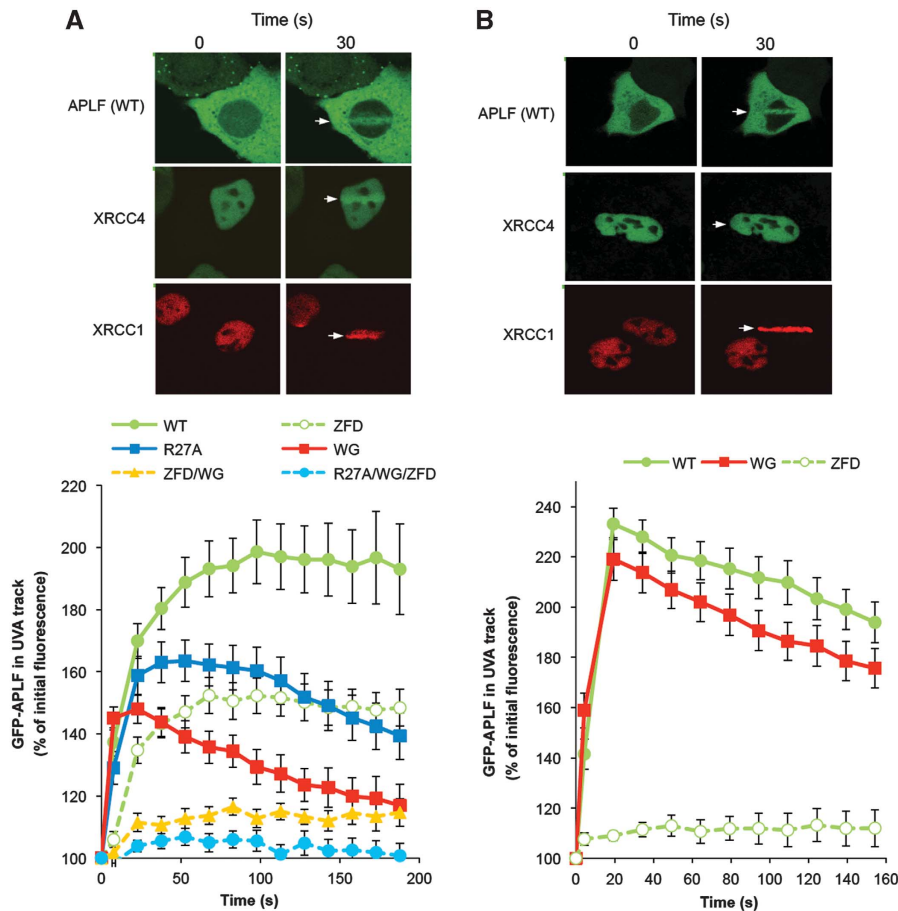 A
Time (s)
0 30
APLF (WT)
XRCC4
XRCC1
WT ZFD
R27A WG
ZFD/WG R27A/WG/ZFD
GFP-APLF in UVA track
(% of initial fluorescence)
220
200
180
160
140
120
100
0 50 100 150 200
Time (s)
B
Time (s)
0 30
APLF (WT)
XRCC4
XRCC1
WT WG ZFD
GFP-APLF in UVA track
(% of initial fluorescence)
240
220
200
180
160
140
120
100
0 20 40 60 80 100 120 140 160
Time (s)